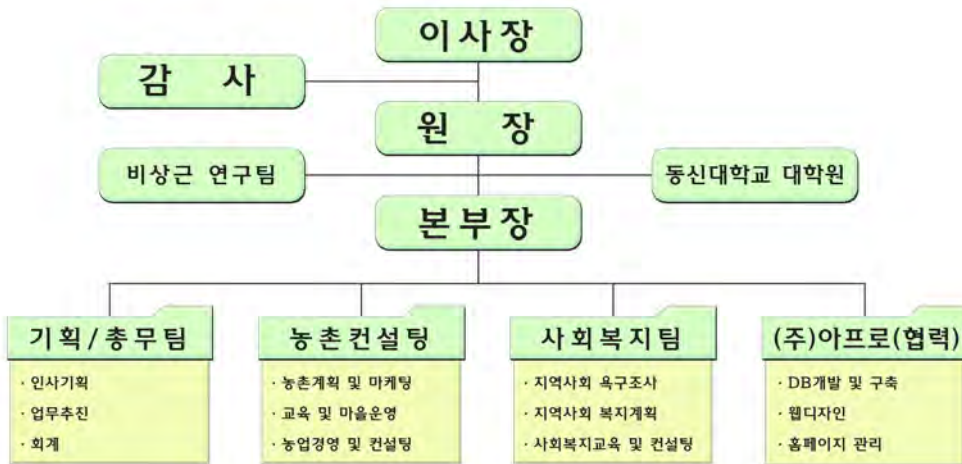 이사장
감 사
원 장
비상근 연구팀
동신대학교 대학원
본부장
기획/총무팀
· 인사기획
· 업무추진
· 회계
농촌컨설팅
· 농촌계획 및 마케팅
· 교육 및 마을운영
· 농업경영 및 컨설팅
사회복지팀
· 지역사회 욕구조사
· 지역사회 복지계획
· 사회복지교육 및 컨설팅
(주)아프로(협력)
· DB개발 및 구축
· 웹디자인
· 홈페이지 관리